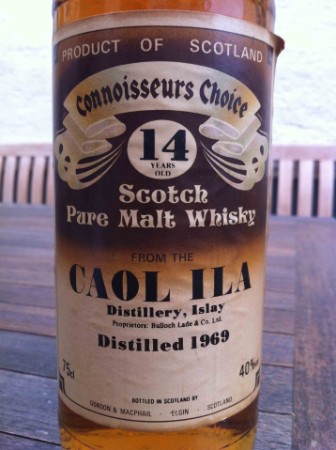 PRODUCT OF SCOTLAND
Connoisseurs Choice
14
YEARS
OLD
Scotch
Pure Malt Whisky
FROM THE
CAOL ILA
Distillery, Islay
Proprietors: Bulloch Lade & Co. Ltd.
Distilled 1969
75cl
40%
BOTTLED IN SCOTLAND BY
GORDON & MACPHAIL · ELGIN · SCOTLAND